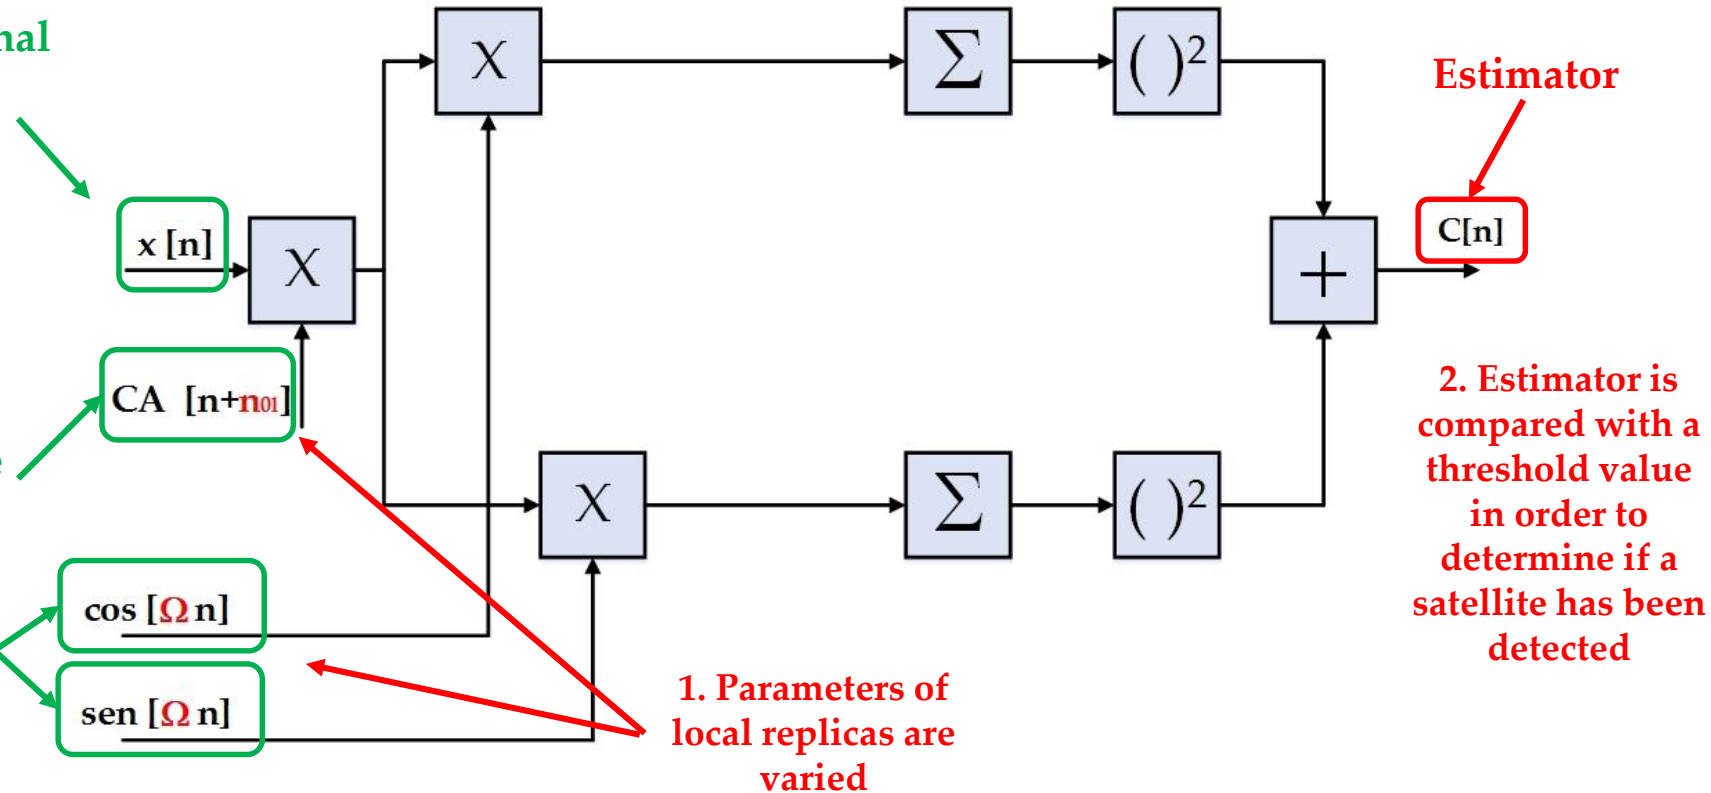 X
Σ
( )²
Estimator
x [n]
X
C[n]
+
CA [n+n01]
2. Estimator is
compared with a
threshold value
in order to
determine if a
satellite has been
detected
X
Σ
( )²
cos [Ω n]
sen [Ω n]
1. Parameters of
local replicas are
varied